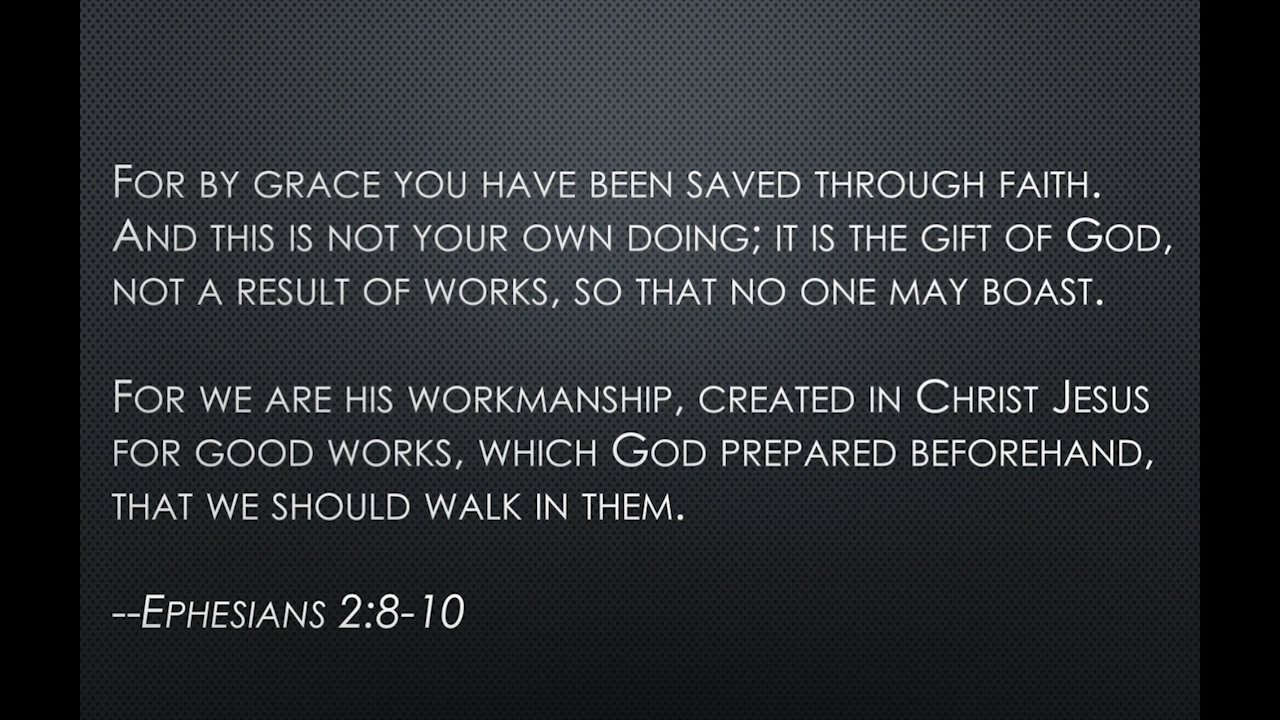 For by grace you have been saved through faith.
And this is not your own doing; it is the gift of God,
not a result of works, so that no one may boast.
For we are his workmanship, created in Christ Jesus
for good works, which God prepared beforehand,
that we should walk in them.
--Ephesians 2:8-10